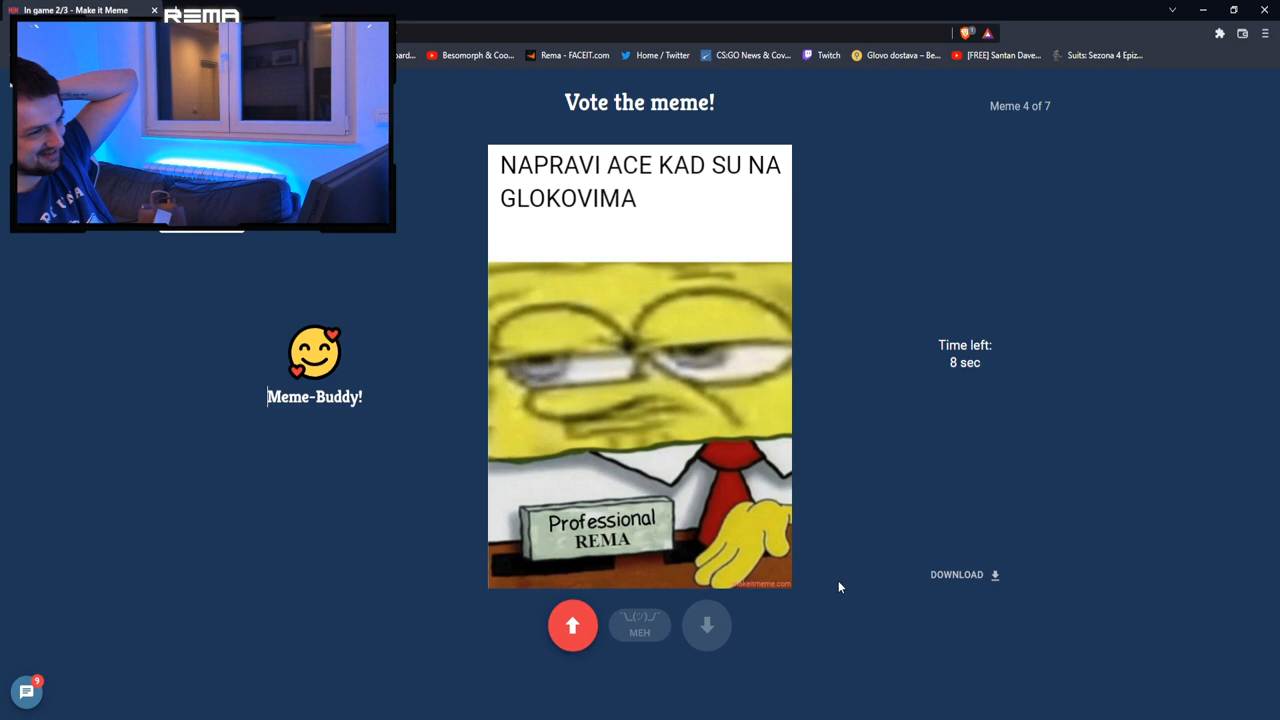 In game 2/3 - Make it Meme
REMA
Besomorph & Coo...
Rema - FACEIT.com
Home / Twitter
CS:GO News & Cov...
Twitch
Glovo dostava – Be...
[FREE] Santan Dave...
Suits: Sezona 4 Epiz...
Vote the meme!
Meme 4 of 7
NAPRAVI ACE KAD SU NA
GLOKOVIMA
Time left:
8 sec
Meme-Buddy!
Professional
REMA
makeitmeme.com
DOWNLOAD
¯\_(ツ)_/¯
MEH
9